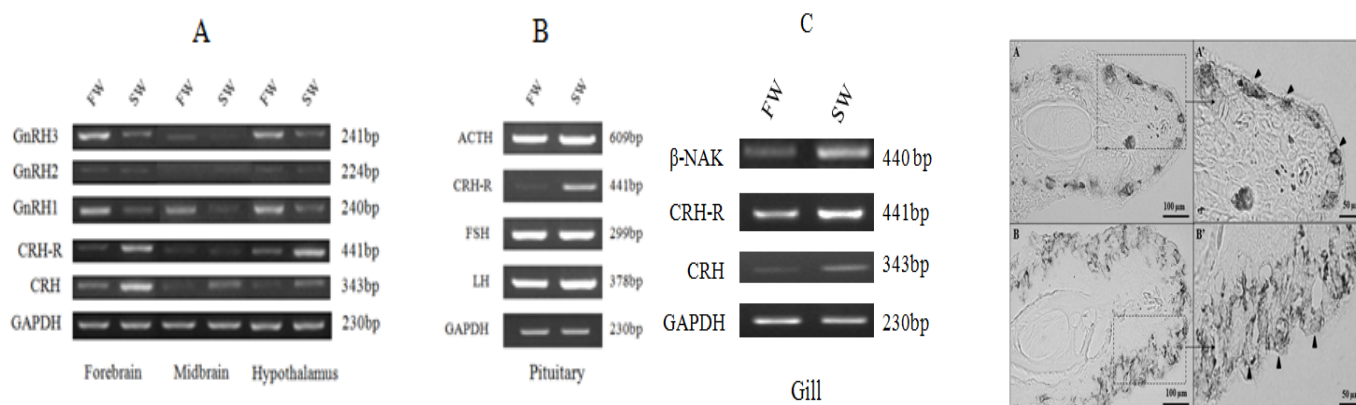 A
FW SW FW SW FW SW
GnRH3 241bp
GnRH2 224bp
GnRH1 240bp
CRH-R 441bp
CRH 343bp
GAPDH 230bp
Forebrain Midbrain Hypothalamus
B
FW SW
ACTH 609bp
CRH-R 441bp
FSH 299bp
LH 378bp
GAPDH 230bp
Pituitary
C
FW SW
β-NAK 440 bp
CRH-R 441bp
CRH 343bp
GAPDH 230bp
Gill
A A'
100 μm 50 μm
B B'
100 μm 50 μm